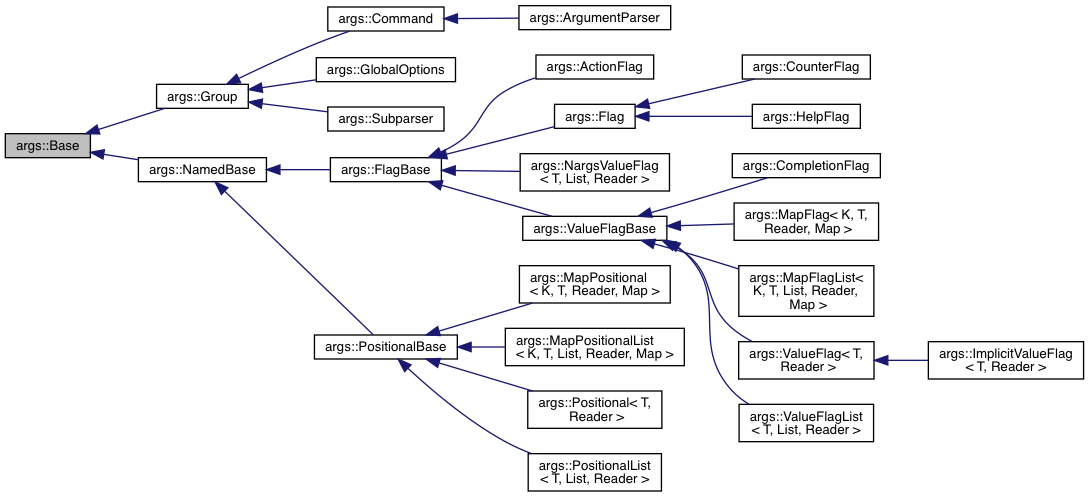 args::Command
args::ArgumentParser
args::GlobalOptions
args::ActionFlag
args::CounterFlag
args::Group
args::Subparser
args::Flag
args::HelpFlag
args::Base
args::NamedBase
args::FlagBase
args::NargsValueFlag
< T, List, Reader >
args::CompletionFlag
args::ValueFlagBase
args::MapFlag< K, T,
Reader, Map >
args::MapPositional
< K, T, Reader, Map >
args::MapFlagList<
K, T, List, Reader,
Map >
args::PositionalBase
args::MapPositionalList
< K, T, List, Reader, Map >
args::ValueFlag< T,
Reader >
args::ImplicitValueFlag
< T, Reader >
args::Positional< T,
Reader >
args::ValueFlagList
< T, List, Reader >
args::PositionalList
< T, List, Reader >